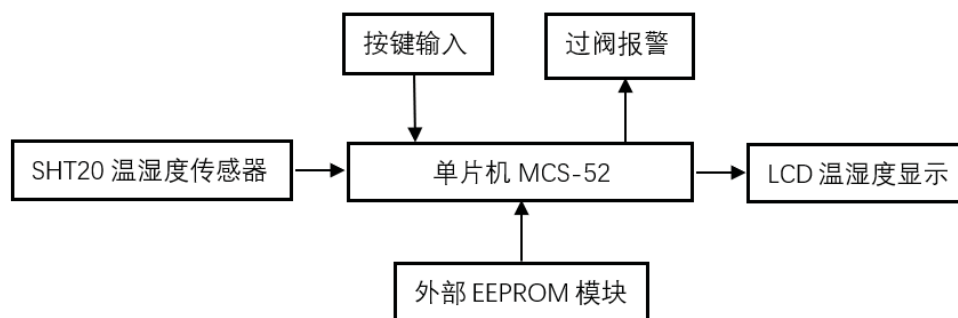 按键输入
过阀报警
SHT20 温湿度传感器
单片机 MCS-52
LCD 温湿度显示
外部 EEPROM 模块